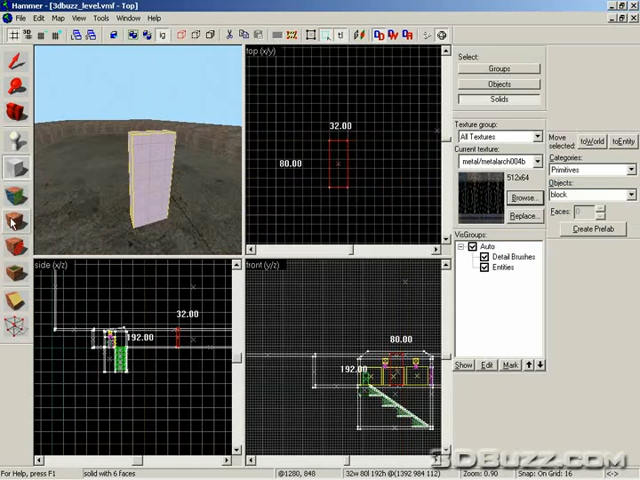 Hammer - [3dbuzz_level.vmf - Top]
File Edit Map View Tools Window Help
3D
ig
tl
top (x/y)
32.00
80.00
side (x/z)
32.00
192.00
front (y/z)
80.00
192.00
Select:
Groups
Objects
Solids
Texture group:
All Textures
Current texture:
metal/metalarch004b
512x64
Browse...
Replace...
VisGroups:
Auto
Detail Brushes
Entities
Show Edit Mark
Move selected:
toWorld toEntity
Categories:
Primitives
Objects:
block
Faces: 0
Create Prefab
3DBUZZ.COM
For Help, press F1
solid with 6 faces
@1280, 848
32w 80l 192h @(1392 984 112)
Zoom: 0.90
Snap: On Grid: 16
<->